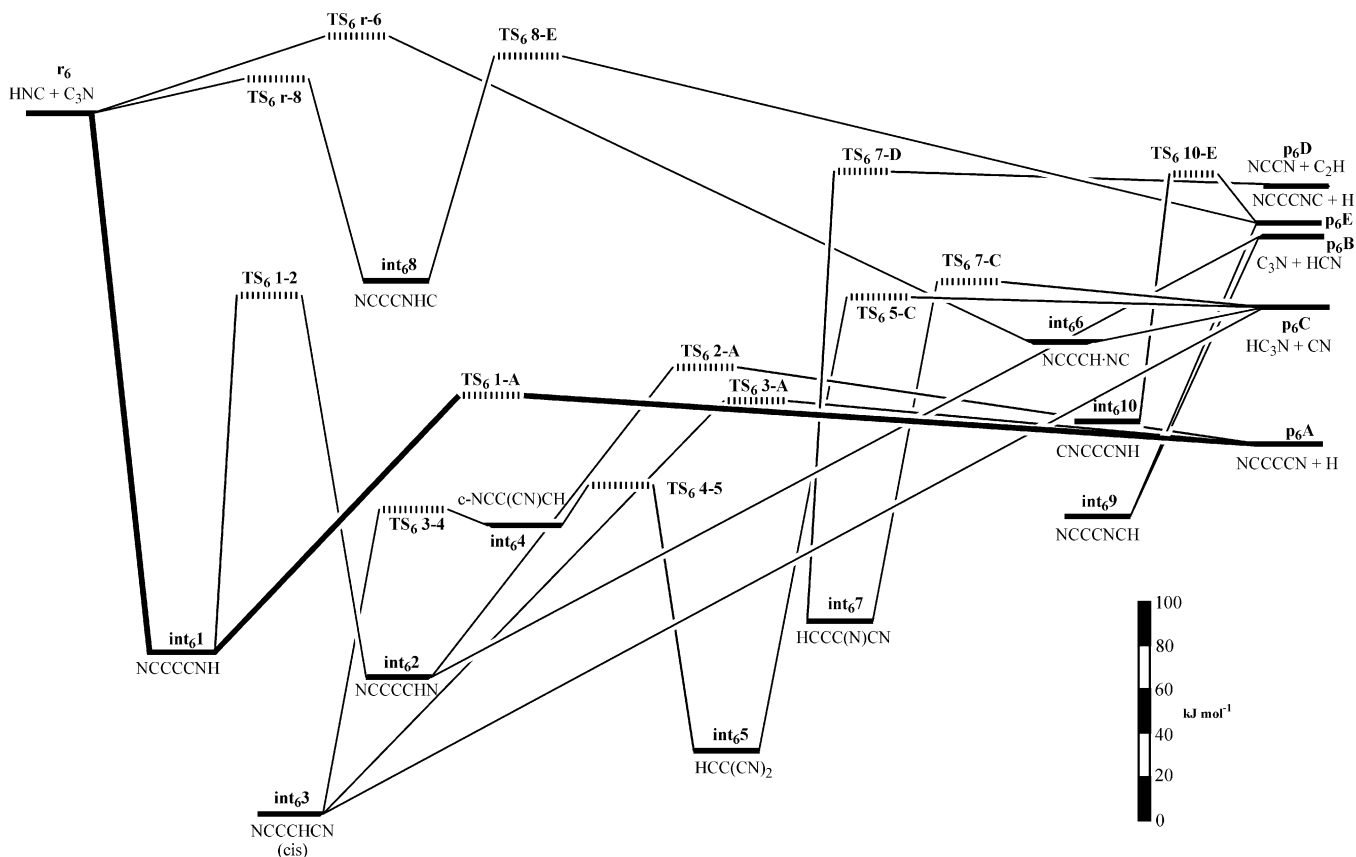 TS₆ r-6
TS₆ 8-E
r₆
HNC + C₃N
TS₆ r-8
TS₆ 7-D
TS₆ 10-E
p₆D
NCCN + C₂H
NCCCNC + H
p₆E
p₆B
C₃N + HCN
int₆8
NCCCNHC
TS₆ 1-2
TS₆ 7-C
TS₆ 5-C
int₆6
NCCCH·NC
p₆C
HC₃N + CN
TS₆ 2-A
TS₆ 1-A
TS₆ 3-A
int₆10
CNCCCNH
p₆A
NCCCCN + H
c-NCC(CN)CH
TS₆ 4-5
TS₆ 3-4
int₆4
int₆9
NCCCNCH
int₆1
NCCCCNH
int₆2
NCCCCHN
int₆7
HCCC(N)CN
int₆5
HCC(CN)₂
int₆3
NCCCHCN
(cis)
100
80
60
kJ mol⁻¹
40
20
0